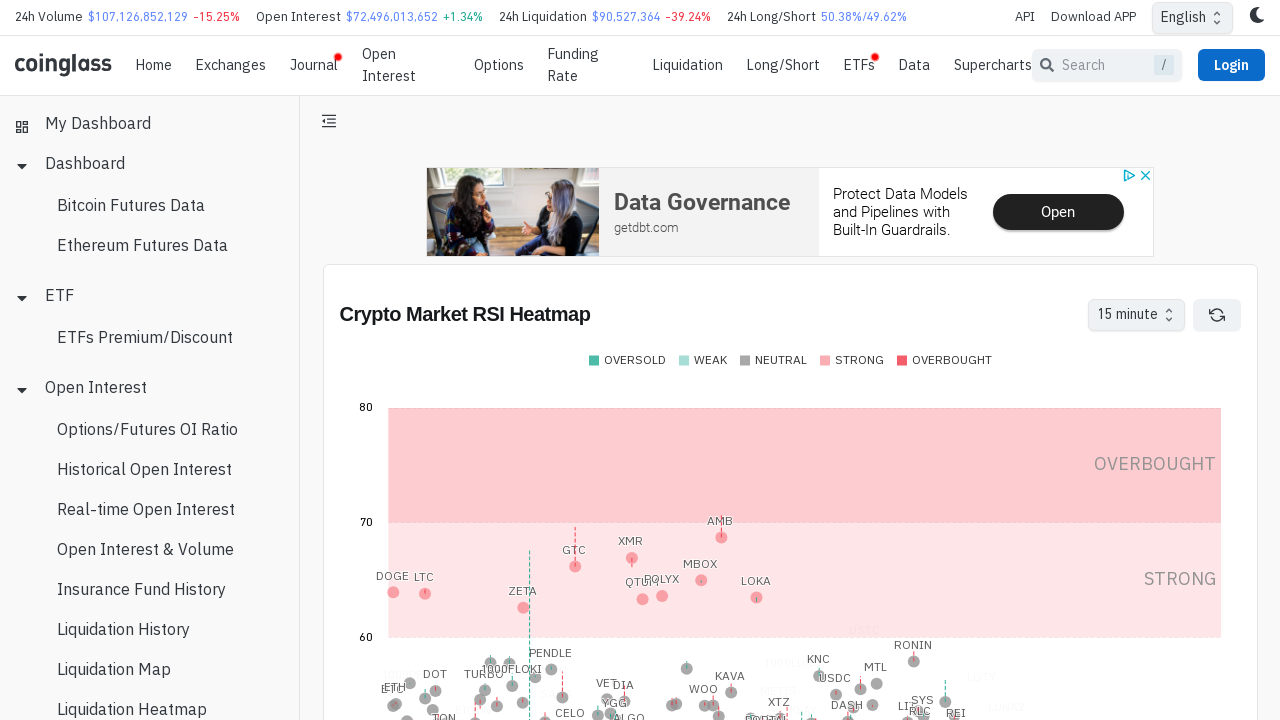 24h Volume $107,126,852,129 -15.25% Open Interest $72,496,013,652 +1.34% 24h Liquidation $90,527,364 -39.24% 24h Long/Short 50.38%/49.62% API Download APP English
coinglass Home Exchanges Journal Open Interest Options Funding Rate Liquidation Long/Short ETFs Data Supercharts Search / Login
My Dashboard
Dashboard
Bitcoin Futures Data
Ethereum Futures Data
ETF
ETFs Premium/Discount
Open Interest
Options/Futures OI Ratio
Historical Open Interest
Real-time Open Interest
Open Interest & Volume
Insurance Fund History
Liquidation History
Liquidation Map
Liquidation Heatmap
Data Governance
getdbt.com
Protect Data Models
and Pipelines with
Built-In Guardrails.
Open
Crypto Market RSI Heatmap 15 minute
OVERSOLD WEAK NEUTRAL STRONG OVERBOUGHT
80
OVERBOUGHT
70
AMB
XMR
GTC
MBOX
DOGE LTC
QTUM POLYX LOKA
STRONG
ZETA
60
RONIN
PENDLE
KNC
MTL
1000FLOKI
DOT TURBO
KAVA
USDC
ETC ETH
VET DIA
WOO
XTZ
YGG
DASH
SYS
LIT
RLC
PEI
TON
CELO
ALGO